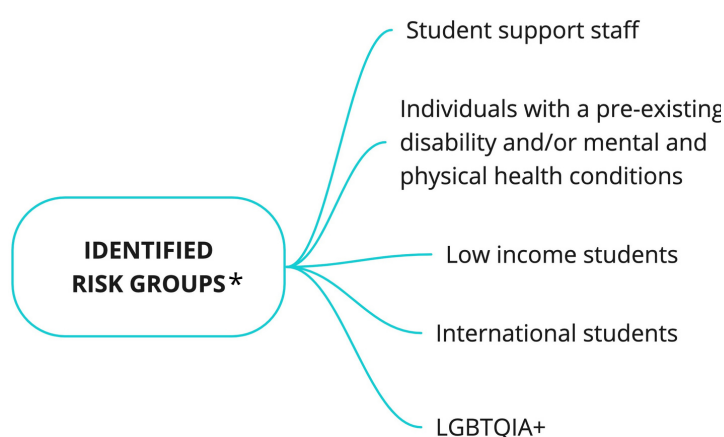 Student support staff
Individuals with a pre-existing
disability and/or mental and
physical health conditions
IDENTIFIED
RISK GROUPS*
Low income students
International students
LGBTQIA+